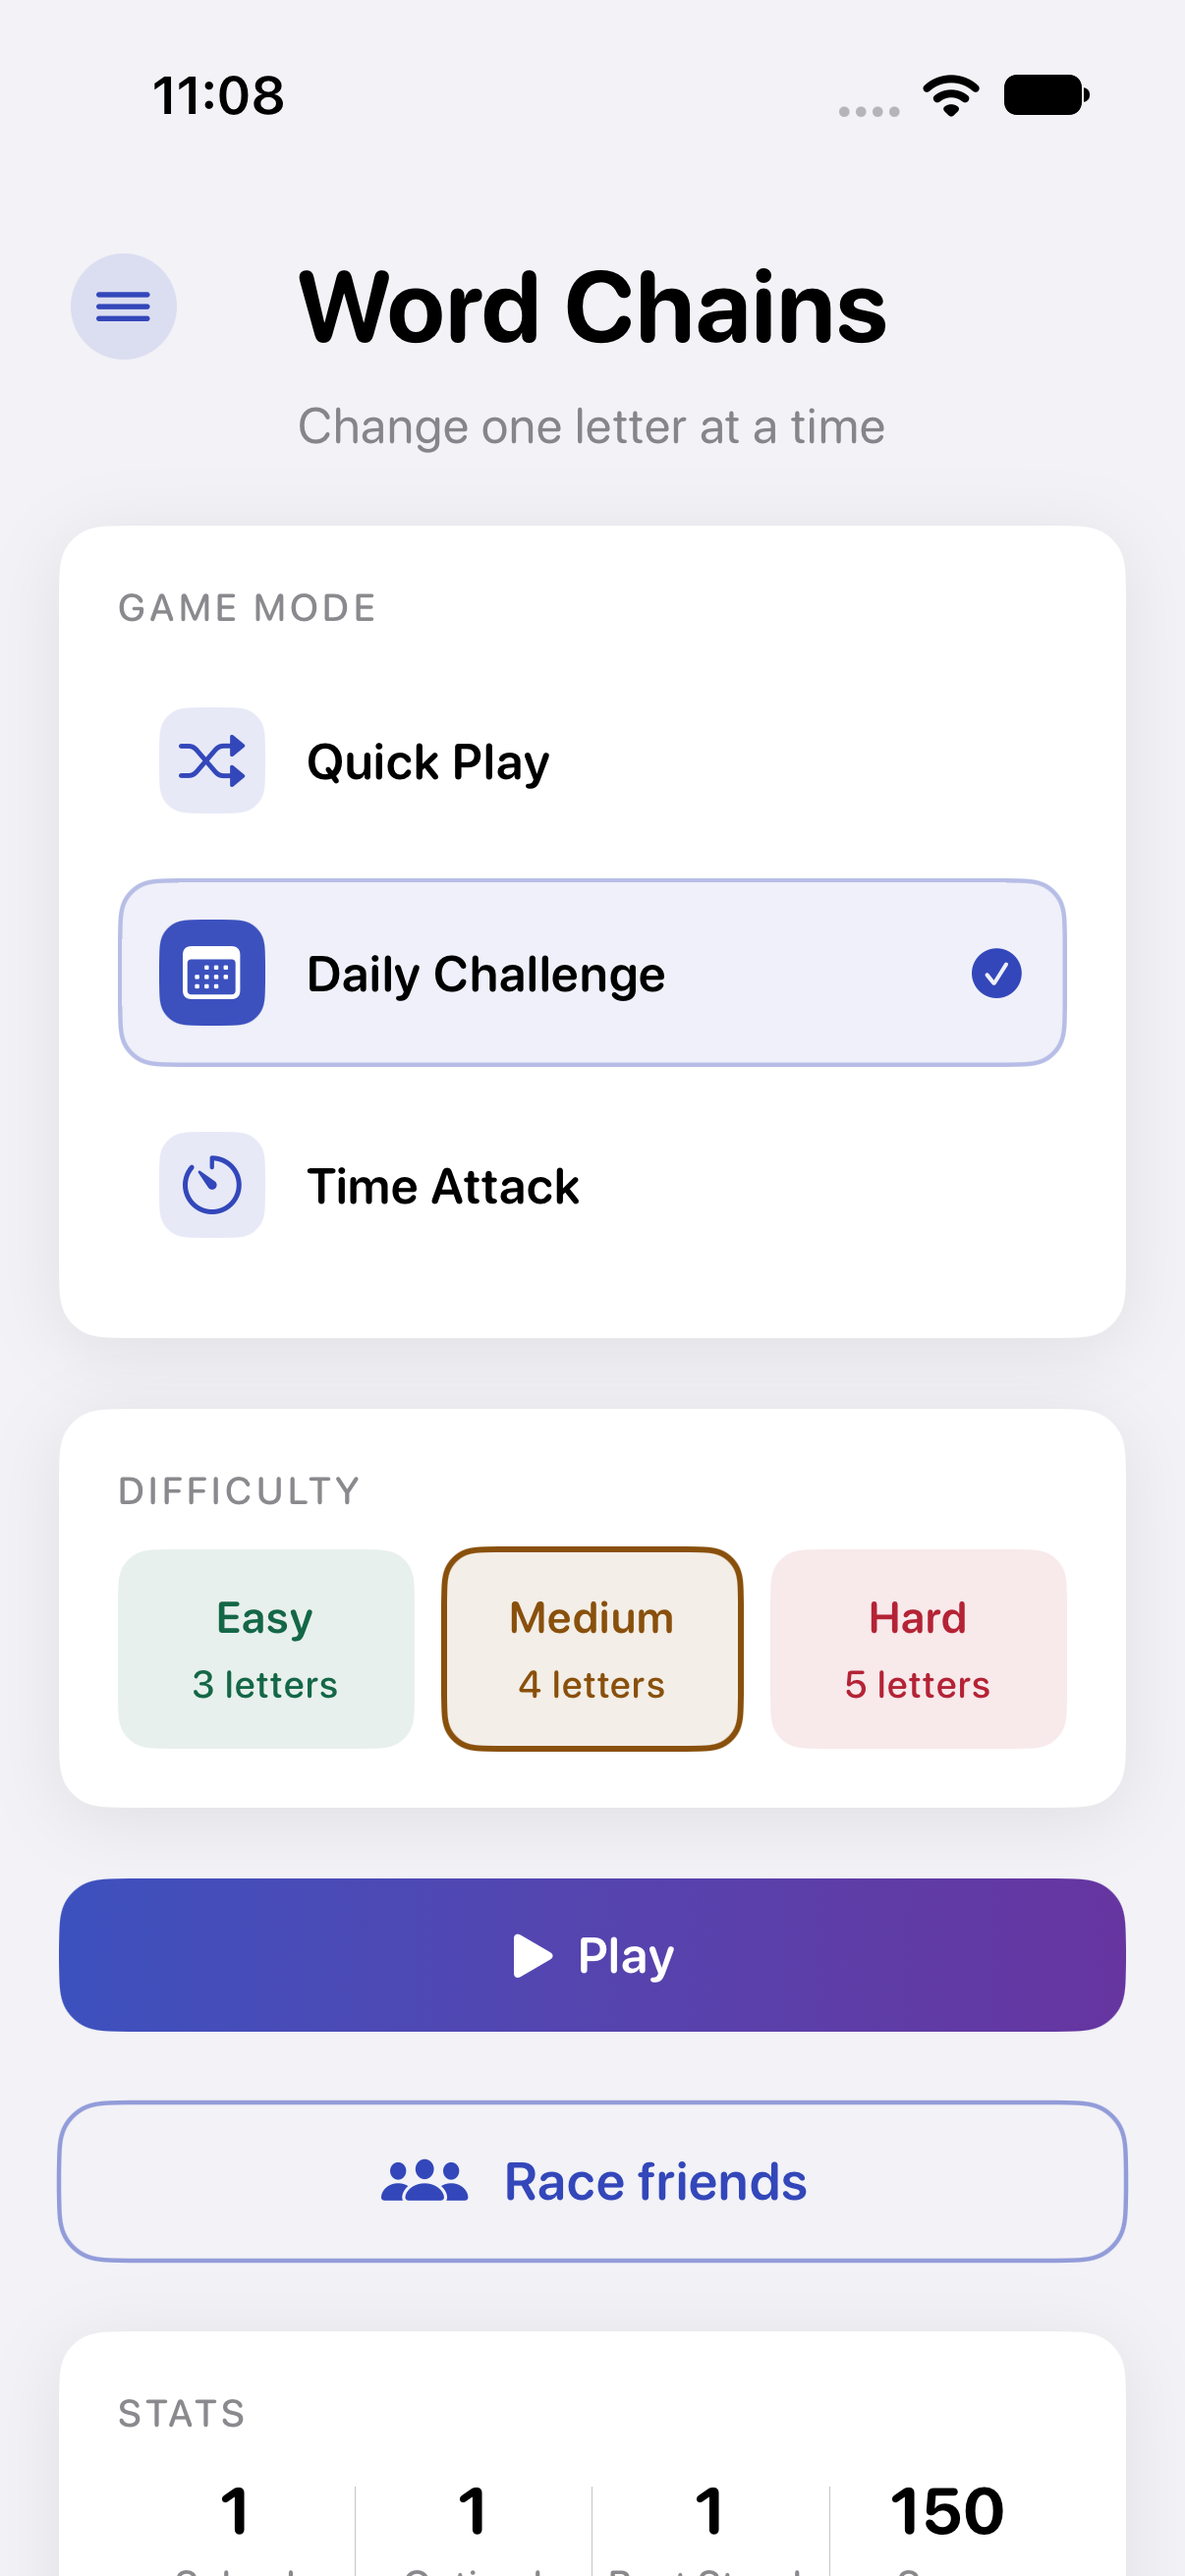 11:08
Word Chains
Change one letter at a time
GAME MODE
Quick Play
Daily Challenge
Time Attack
DIFFICULTY
Easy
3 letters
Medium
4 letters
Hard
5 letters
Play
Race friends
STATS
1
1
1
150